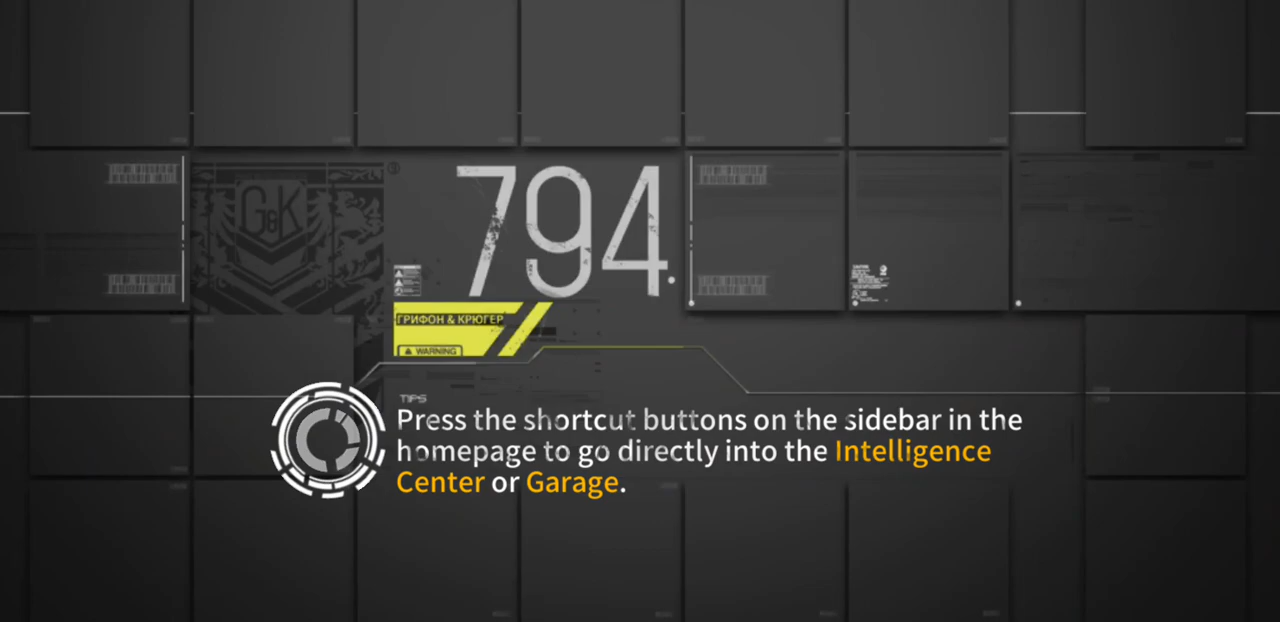 G&K
794.
ГРИФОН & КРЮГЕР
WARNING
TIPS
Press the shortcut buttons on the sidebar in the
homepage to go directly into the Intelligence
Center or Garage.